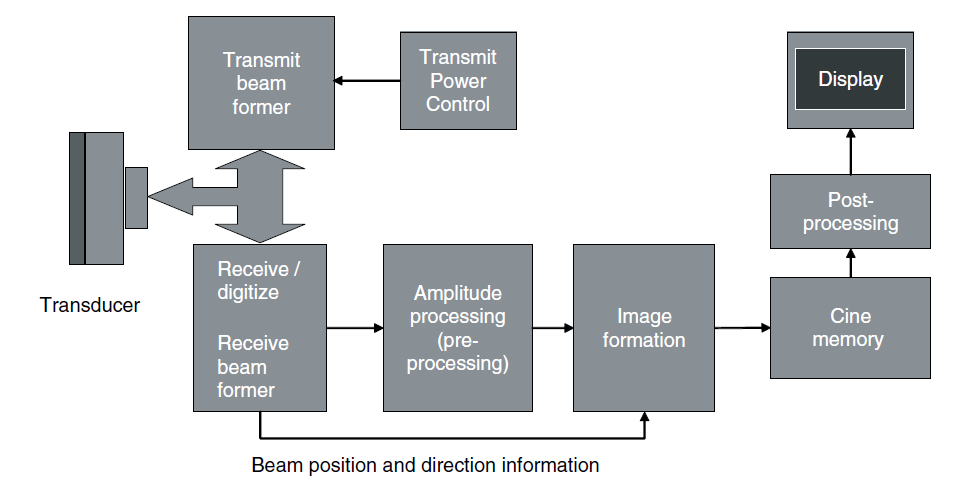 Transmit
beam
former
Transmit
Power
Control
Display
Transducer
Receive /
digitize
Receive
beam
former
Amplitude
processing
(pre-
processing)
Image
formation
Post-
processing
Cine
memory
Beam position and direction information